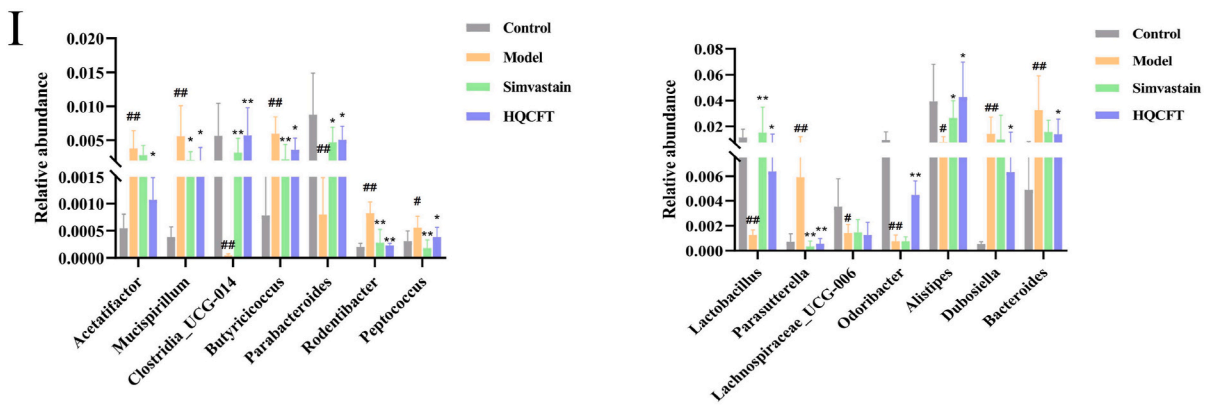 I
Relative abundance
0.020
0.015
0.010
0.005
0.0015
0.0010
0.0005
0.0000
## ## ## ## ## ## #
* * * ** ** ** * * * ** ** ** *
Acetatifactor
Mucispirillum
Clostridia_UCG-014
Butyricicoccus
Parabacteroides
Rodentibacter
Peptococcus
Control
Model
Simvastain
HQCFT
Relative abundance
0.08
0.06
0.04
0.02
0.006
0.004
0.002
0.000
## ## # ## # ## ##
** * ** ** ** * * * *
Lactobacillus
Parasutterella
Lachnospiraceae_UCG-006
Odoribacter
Alistipes
Dubosiella
Bacteroides
Control
Model
Simvastain
HQCFT